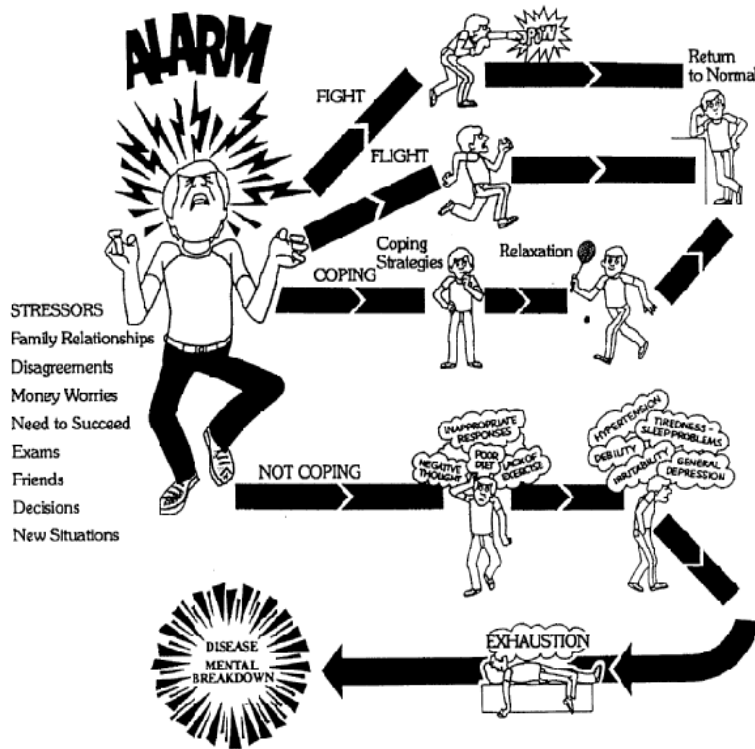 ALARM
FIGHT
POW
Return
to Normal
FLIGHT
COPING
Coping
Strategies
Relaxation
STRESSORS
Family Relationships
Disagreements
Money Worries
Need to Succeed
Exams
Friends
Decisions
New Situations
NOT COPING
INAPPROPRIATE
RESPONSES
NEGATIVE
THOUGHT
POOR
DIET
LACK OF
EXERCISE
HYPERTENSION
TIREDNESS-
SLEEP PROBLEMS
DEBILITY
IRRITABILITY
GENERAL
DEPRESSION
EXHAUSTION
DISEASE
MENTAL
BREAKDOWN